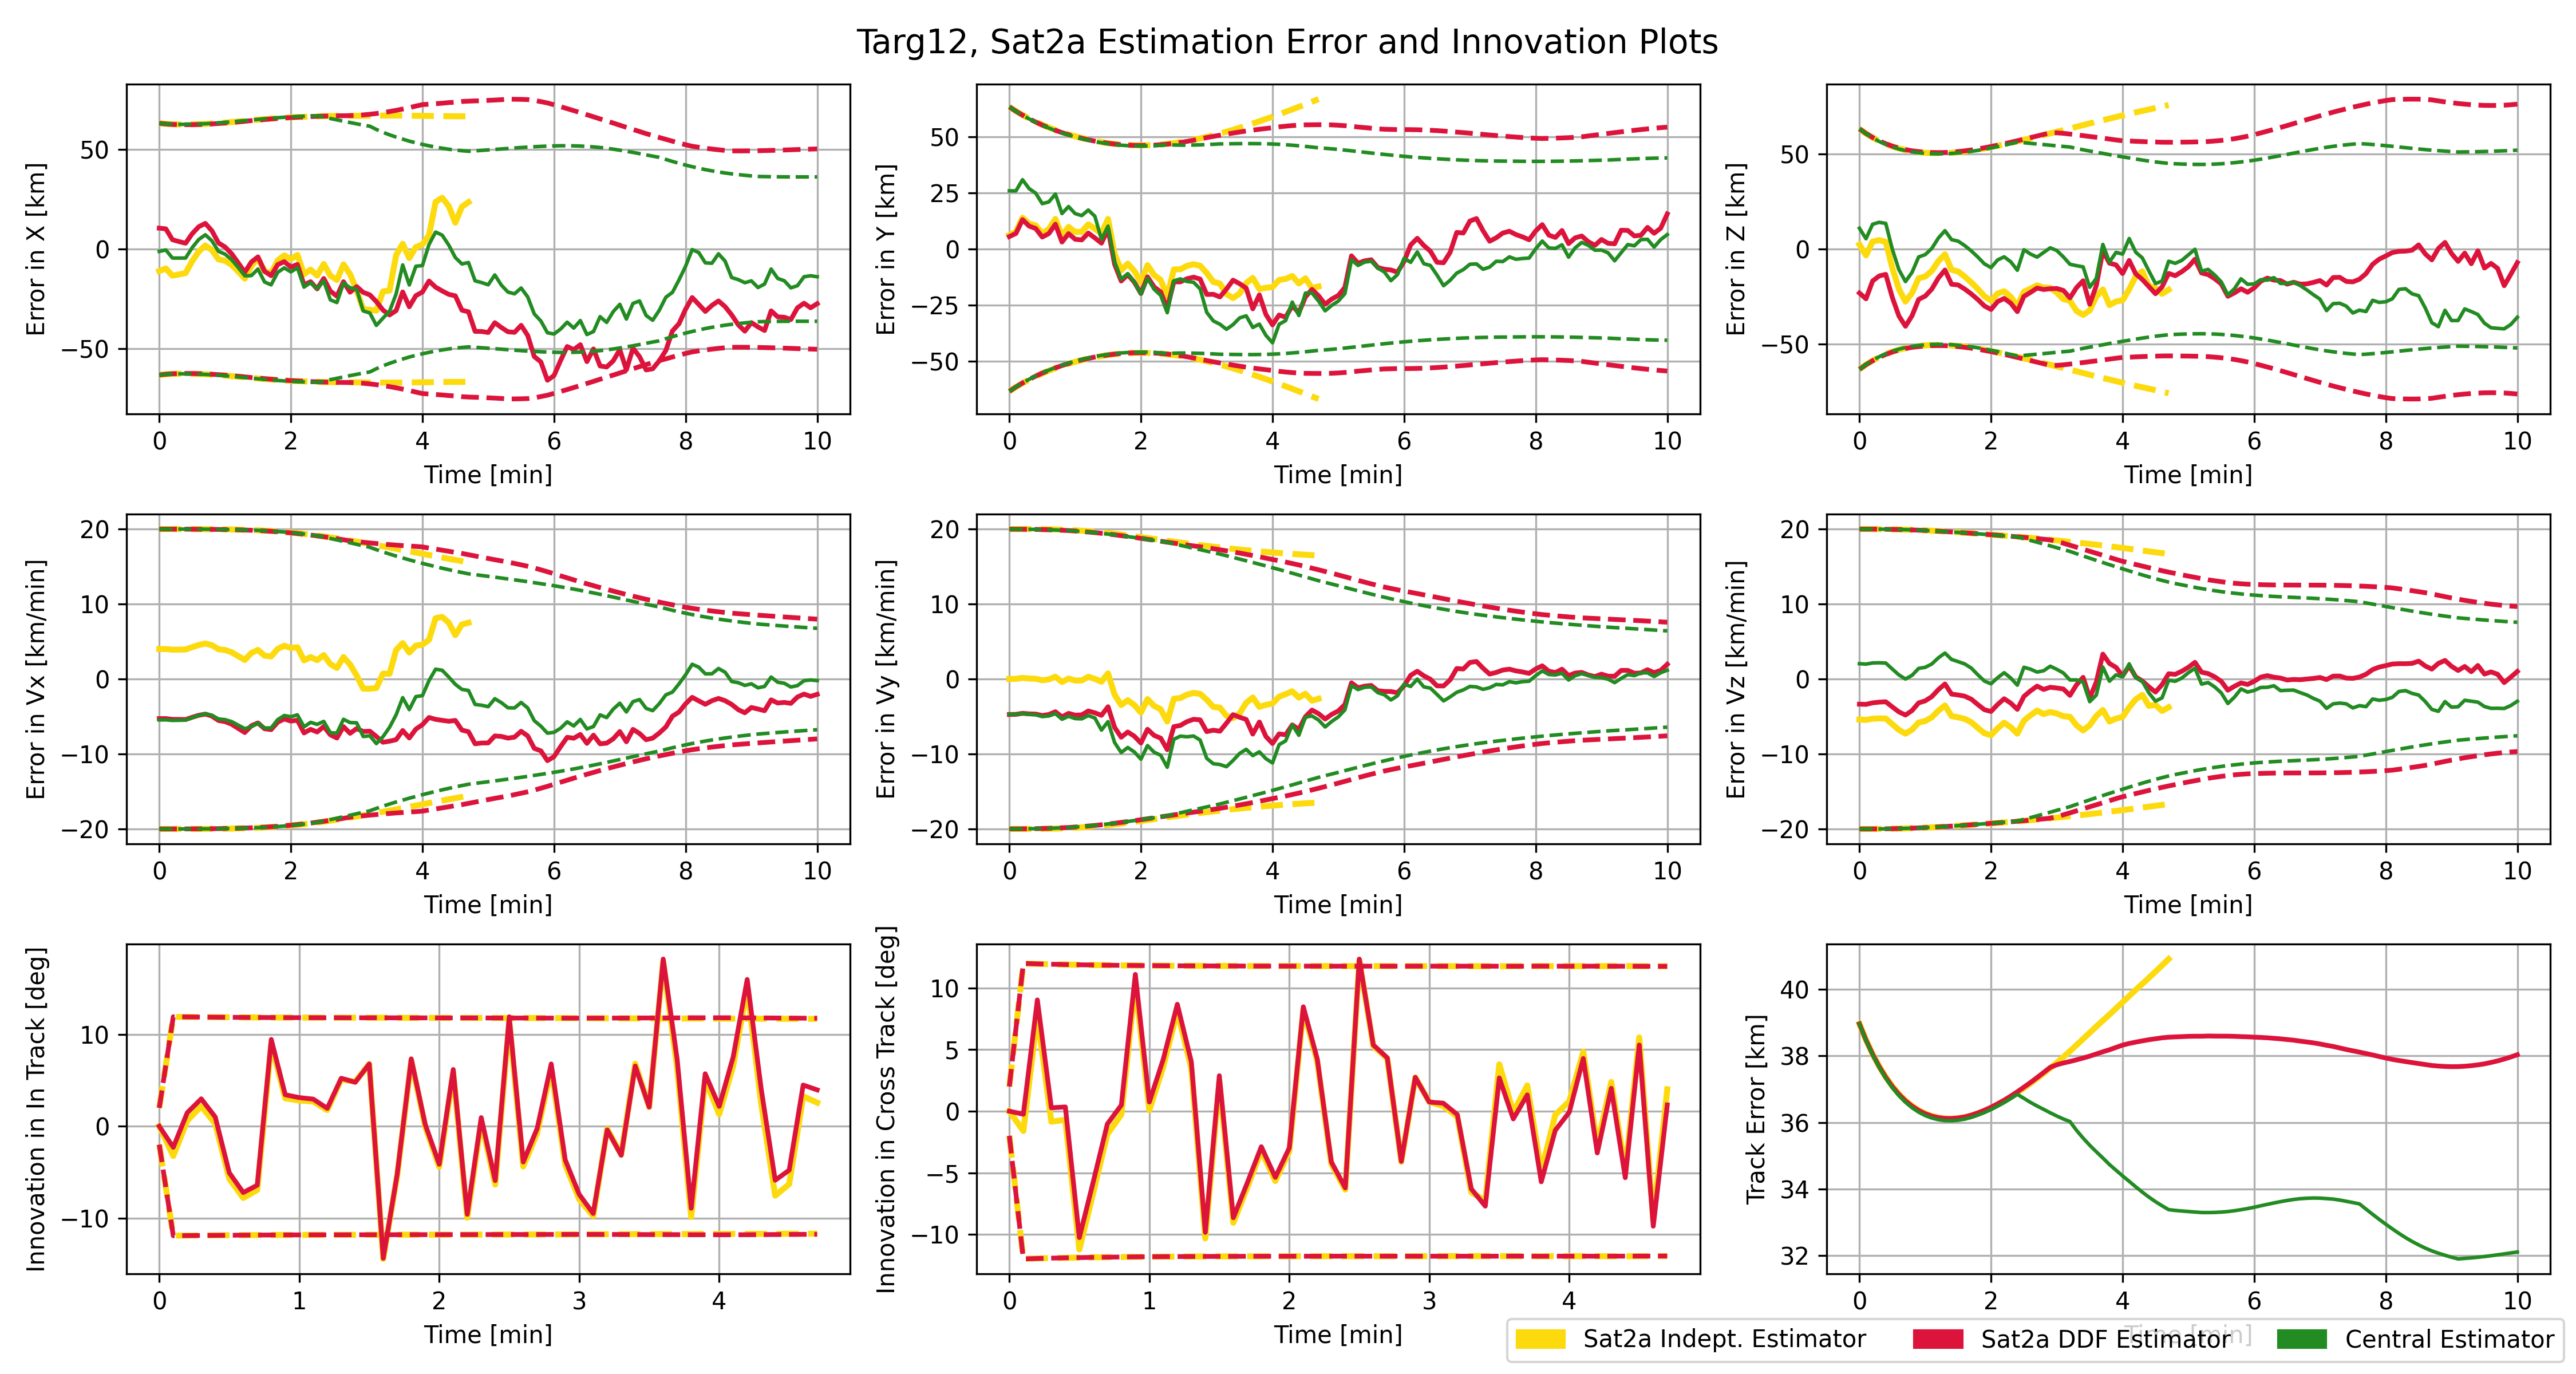 Targ12, Sat2a Estimation Error and Innovation Plots
Error in X [km]
50
0
−50
0 2 4 6 8 10
Time [min]
Error in Y [km]
50
25
0
−25
−50
0 2 4 6 8 10
Time [min]
Error in Z [km]
50
0
−50
0 2 4 6 8 10
Time [min]
Error in Vx [km/min]
20
10
0
−10
−20
0 2 4 6 8 10
Time [min]
Error in Vy [km/min]
20
10
0
−10
−20
0 2 4 6 8 10
Time [min]
Error in Vz [km/min]
20
10
0
−10
−20
0 2 4 6 8 10
Time [min]
Innovation in In Track [deg]
10
0
−10
0 1 2 3 4
Time [min]
Innovation in Cross Track [deg]
10
5
0
−5
−10
0 1 2 3 4
Time [min]
Track Error [km]
40
38
36
34
32
0 2 4 6 8 10
Time [min]
Sat2a Indept. Estimator
Sat2a DDF Estimator
Central Estimator